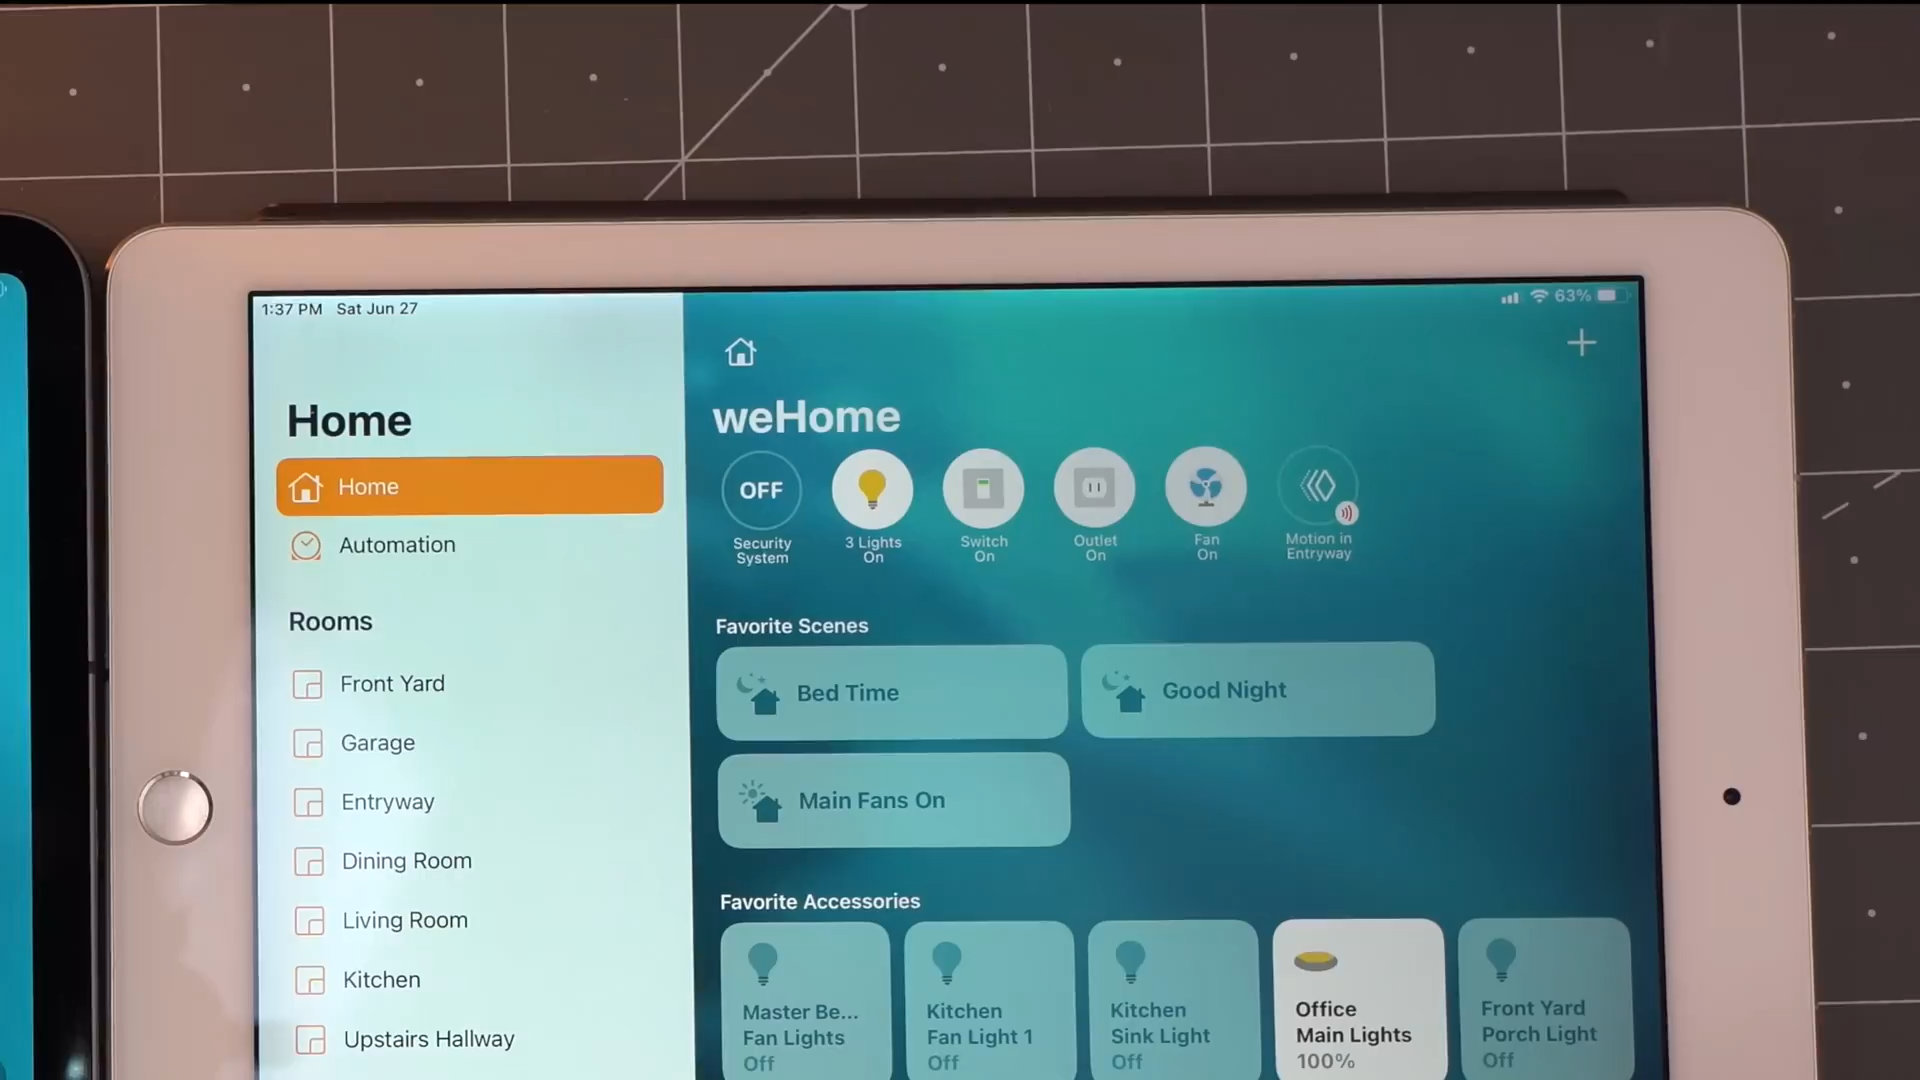 1:37 PM Sat Jun 27
63%
Home
Home
Automation
Rooms
Front Yard
Garage
Entryway
Dining Room
Living Room
Kitchen
Upstairs Hallway
weHome
OFF
Security
System
3 Lights
On
Switch
On
Outlet
On
Fan
On
Motion in
Entryway
Favorite Scenes
Bed Time
Good Night
Main Fans On
Favorite Accessories
Master Be...
Fan Lights
Off
Kitchen
Fan Light 1
Off
Kitchen
Sink Light
Off
Office
Main Lights
100%
Front Yard
Porch Light
Off